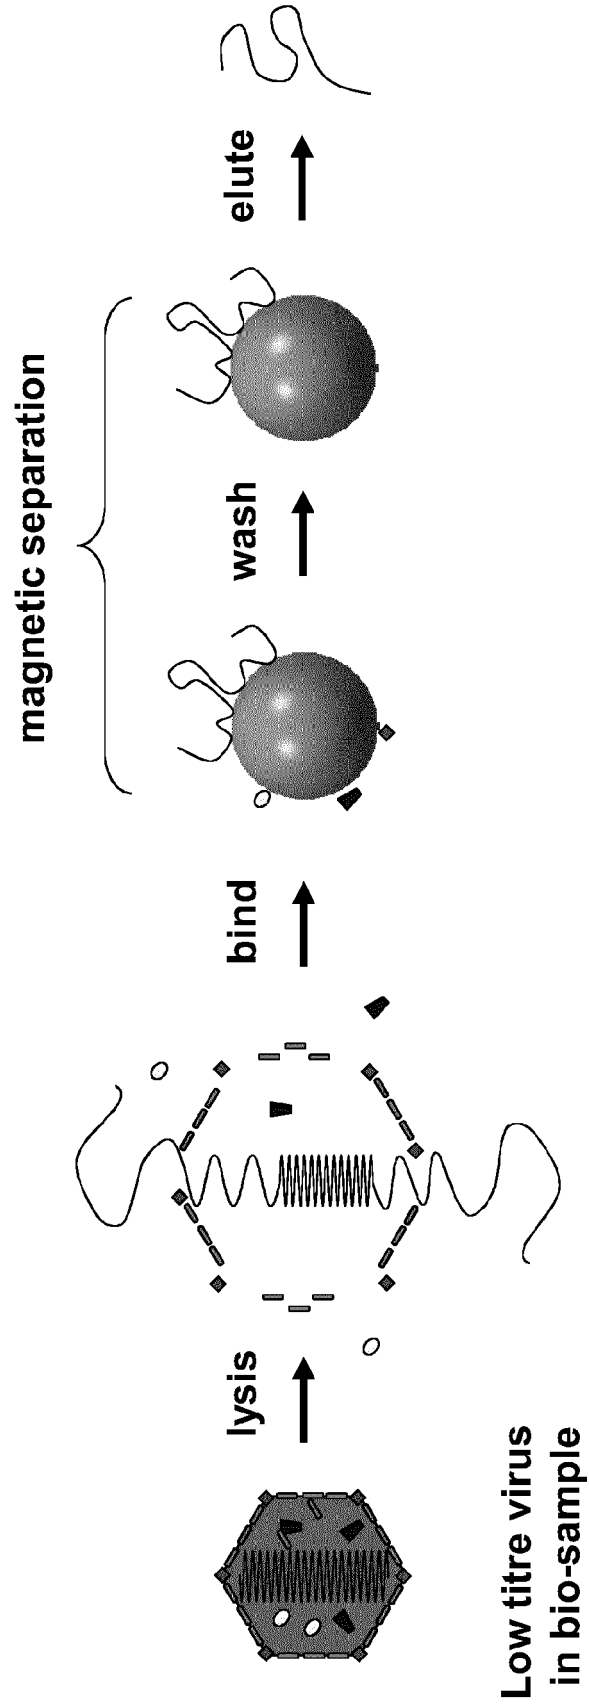 magnetic separation
lysis
bind
wash
elute
Low titre virus
in bio-sample